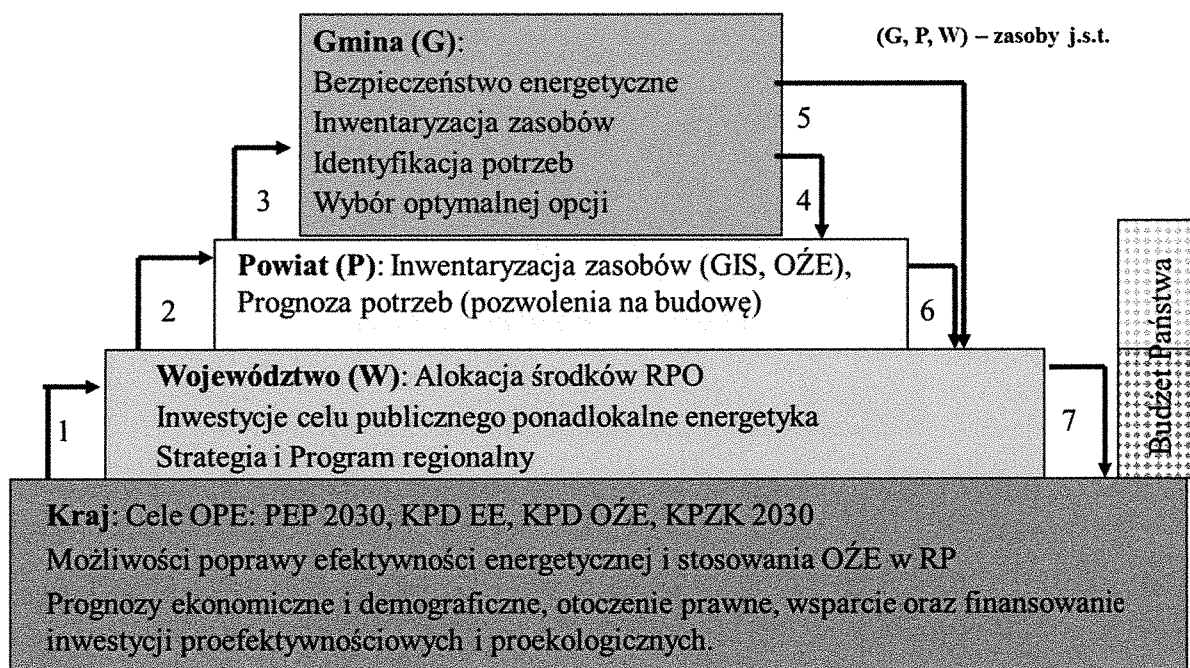 (G, P, W) – zasoby j.s.t.
Gmina (G):
Bezpieczeństwo energetyczne
Inwentaryzacja zasobów
Identyfikacja potrzeb
Wybór optymalnej opcji
5
3
4
Powiat (P): Inwentaryzacja zasobów (GIS, OŹE),
Prognoza potrzeb (pozwolenia na budowę)
2
6
Województwo (W): Alokacja środków RPO
Inwestycje celu publicznego ponadlokalne energetyka
Strategia i Program regionalny
1
7
Budżet Państwa
Kraj: Cele OPE: PEP 2030, KPD EE, KPD OŹE, KPZK 2030
Możliwości poprawy efektywności energetycznej i stosowania OŹE w RP
Prognozy ekonomiczne i demograficzne, otoczenie prawne, wsparcie oraz finansowanie
inwestycji proefektywnościowych i proekologicznych.